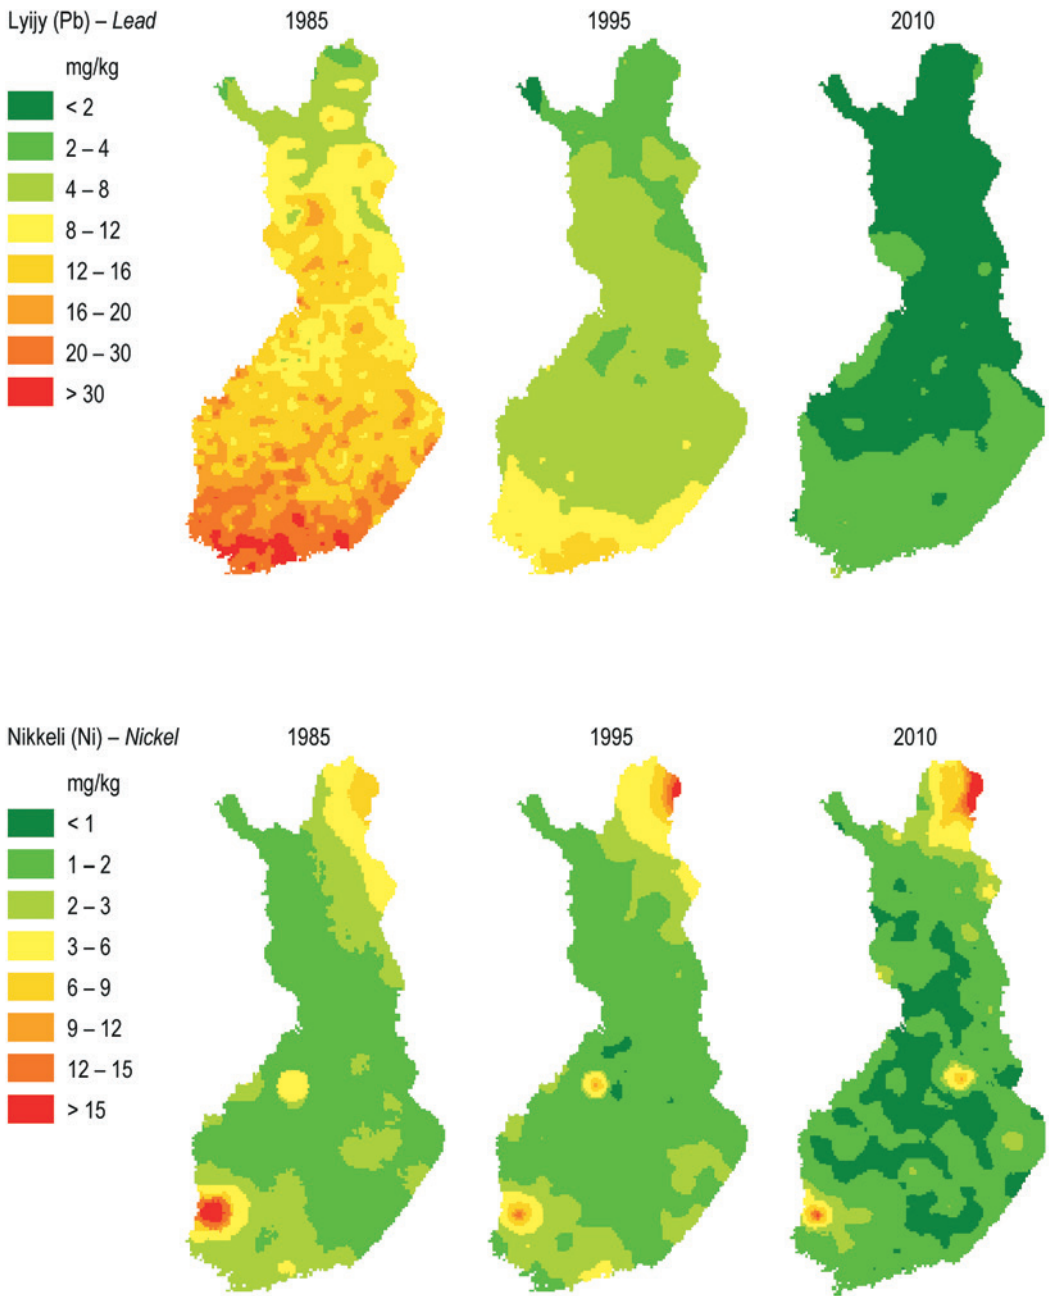 Lyijy (Pb) – Lead
1985
1995
2010
mg/kg
< 2
2 – 4
4 – 8
8 – 12
12 – 16
16 – 20
20 – 30
> 30
Nikkeli (Ni) – Nickel
1985
1995
2010
mg/kg
< 1
1 – 2
2 – 3
3 – 6
6 – 9
9 – 12
12 – 15
> 15